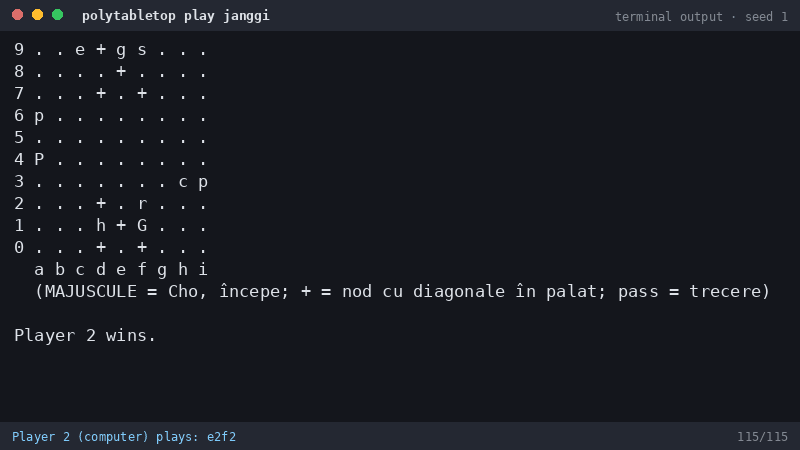 polytabletop play janggi
terminal output · seed 1
9 . . e + g s . . .
8 . . . . + . . . .
7 . . . + . + . . .
6 p . . . . . . . .
5 . . . . . . . . .
4 P . . . . . . . .
3 . . . . . . . c p
2 . . . + . r . . .
1 . . . h + G . . .
0 . . . + . + . . .
a b c d e f g h i
(MAJUSCULE = Cho, începe; + = nod cu diagonale în palat; pass = trecere)
Player 2 wins.
Player 2 (computer) plays: e2f2
115/115